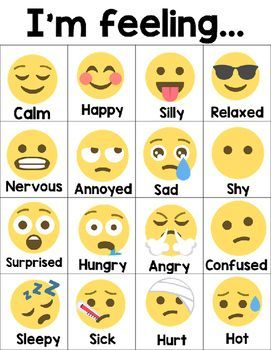 I'm feeling...
Calm Happy Silly Relaxed
Nervous Annoyed Sad Shy
Surprised Hungry Angry Confused
Sleepy Sick Hurt Hot